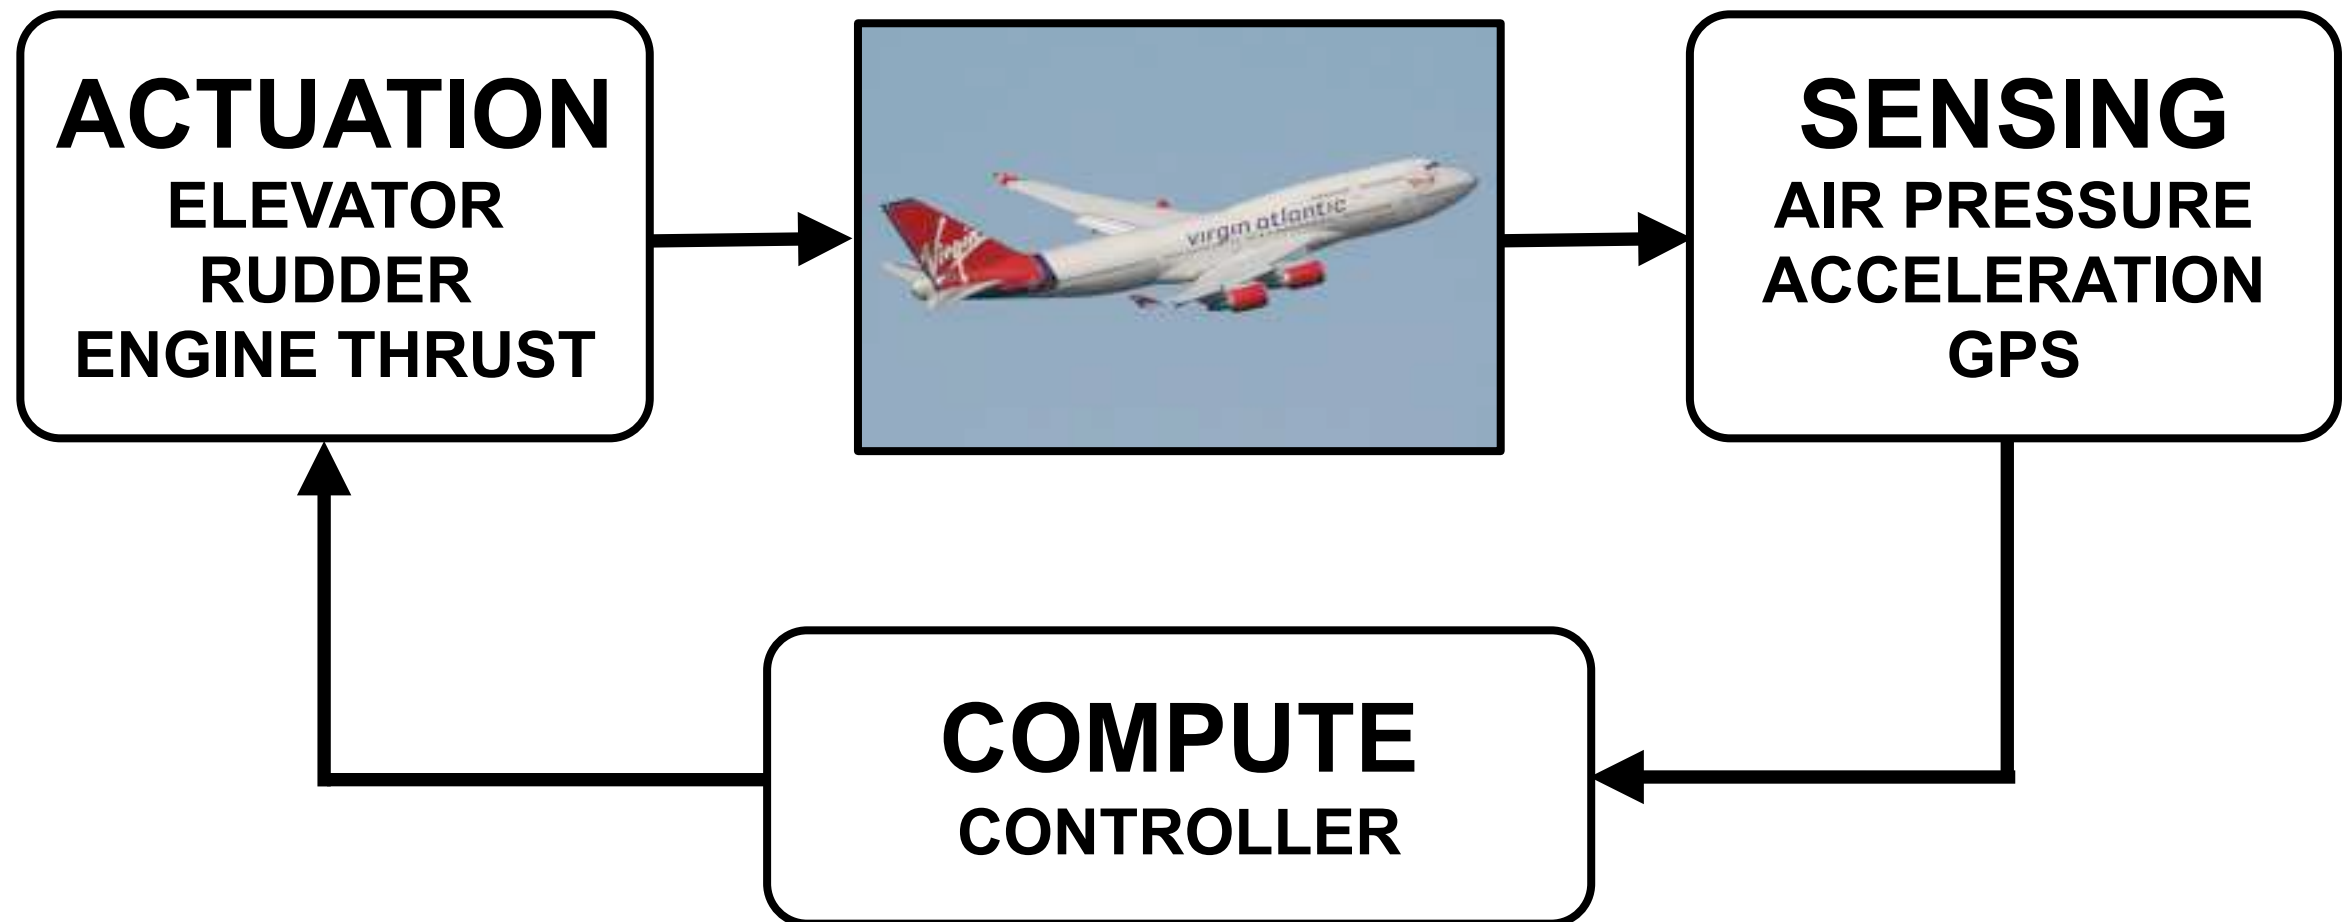 ACTUATION
ELEVATOR
RUDDER
ENGINE THRUST
Virgin
virgin atlantic
SENSING
AIR PRESSURE
ACCELERATION
GPS
COMPUTE
CONTROLLER